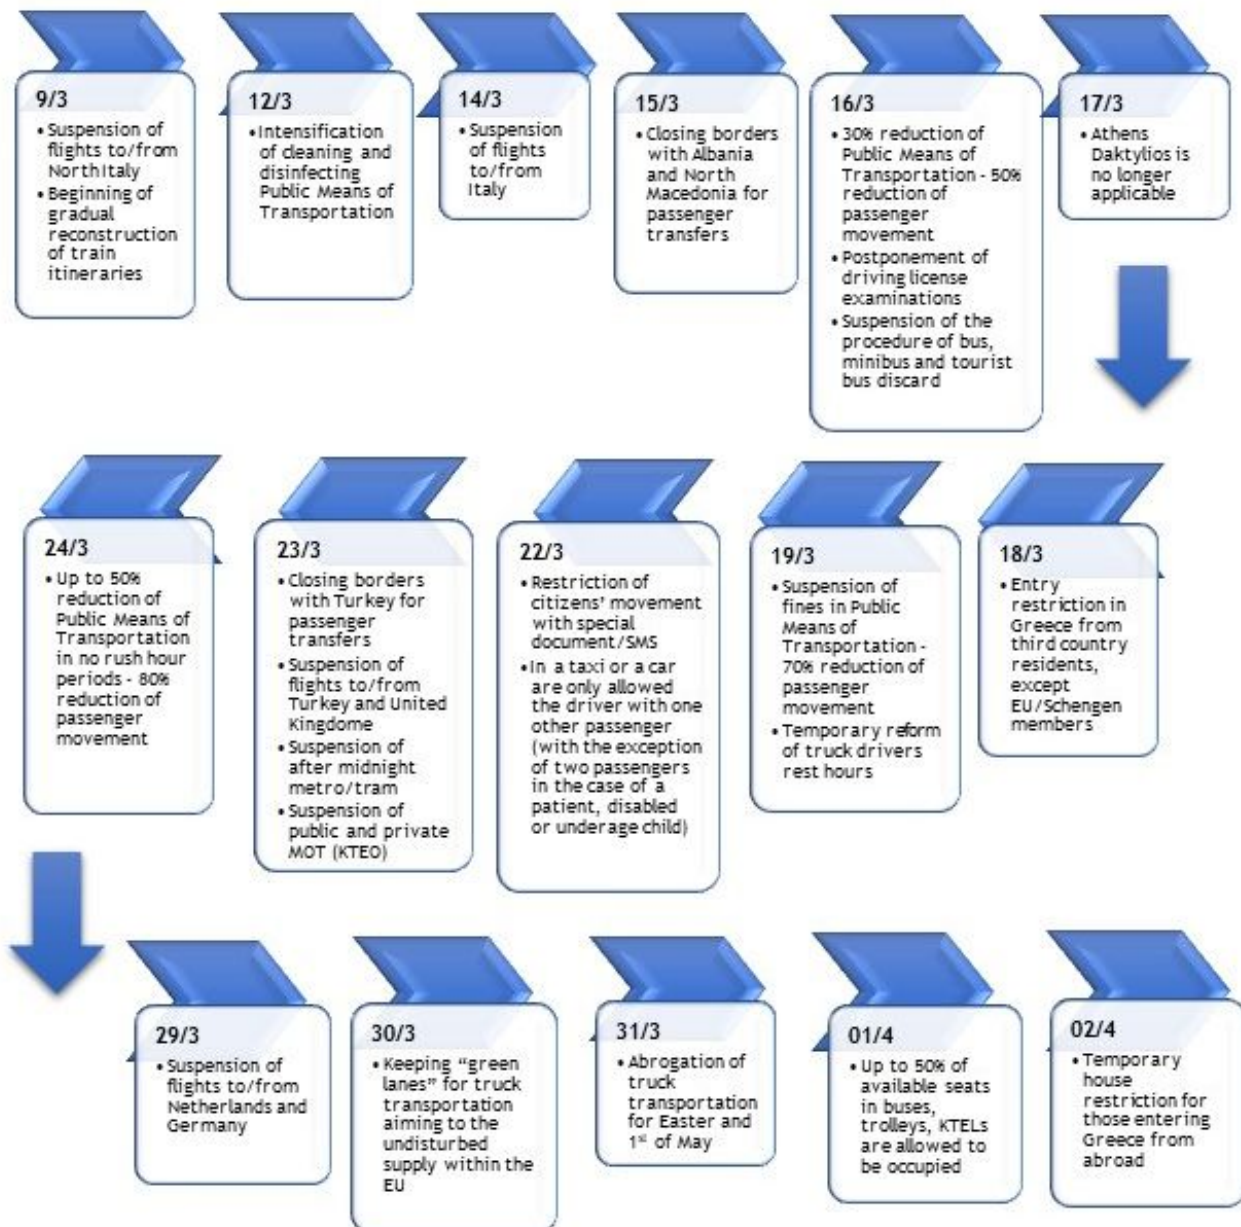 9/3
• Suspension of
flights to/from
North Italy
• Beginning of
gradual
reconstruction
of train
itineraries
12/3
• Intensification
of cleaning and
disinfecting
Public Means of
Transportation
14/3
• Suspension
of flights
to/from
Italy
15/3
• Closing borders
with Albania
and North
Macedonia for
passenger
transfers
16/3
• 30% reduction of
Public Means of
Transportation - 50%
reduction of
passenger
movement
• Postponement of
driving license
examinations
• Suspension of the
procedure of bus,
minibus and tourist
bus discard
17/3
• Athens
Daktylios is
no longer
applicable
18/3
• Entry
restriction in
Greece from
third country
residents,
except
EU/Schengen
members
19/3
• Suspension of
fines in Public
Means of
Transportation -
70% reduction of
passenger
movement
• Temporary reform
of truck drivers
rest hours
22/3
• Restriction of
citizens' movement
with special
document/SMS
• In a taxi or a car
are only allowed
the driver with one
other passenger
(with the exception
of two passengers
in the case of a
patient, disabled
or underage child)
23/3
• Closing borders
with Turkey for
passenger
transfers
• Suspension of
flights to/from
Turkey and United
Kingdome
• Suspension of
after midnight
metro/tram
• Suspension of
public and private
MOT (KTEO)
24/3
• Up to 50%
reduction of
Public Means of
Transportation
in no rush hour
periods - 80%
reduction of
passenger
movement
29/3
• Suspension of
flights to/from
Netherlands and
Germany
30/3
• Keeping “green
lanes” for truck
transportation
aiming to the
undisturbed
supply within the
EU
31/3
• Abrogation of
truck
transportation
for Easter and
1st of May
01/4
• Up to 50% of
available seats
in buses,
trolleys, KTELs
are allowed to
be occupied
02/4
• Temporary
house
restriction for
those entering
Greece from
abroad